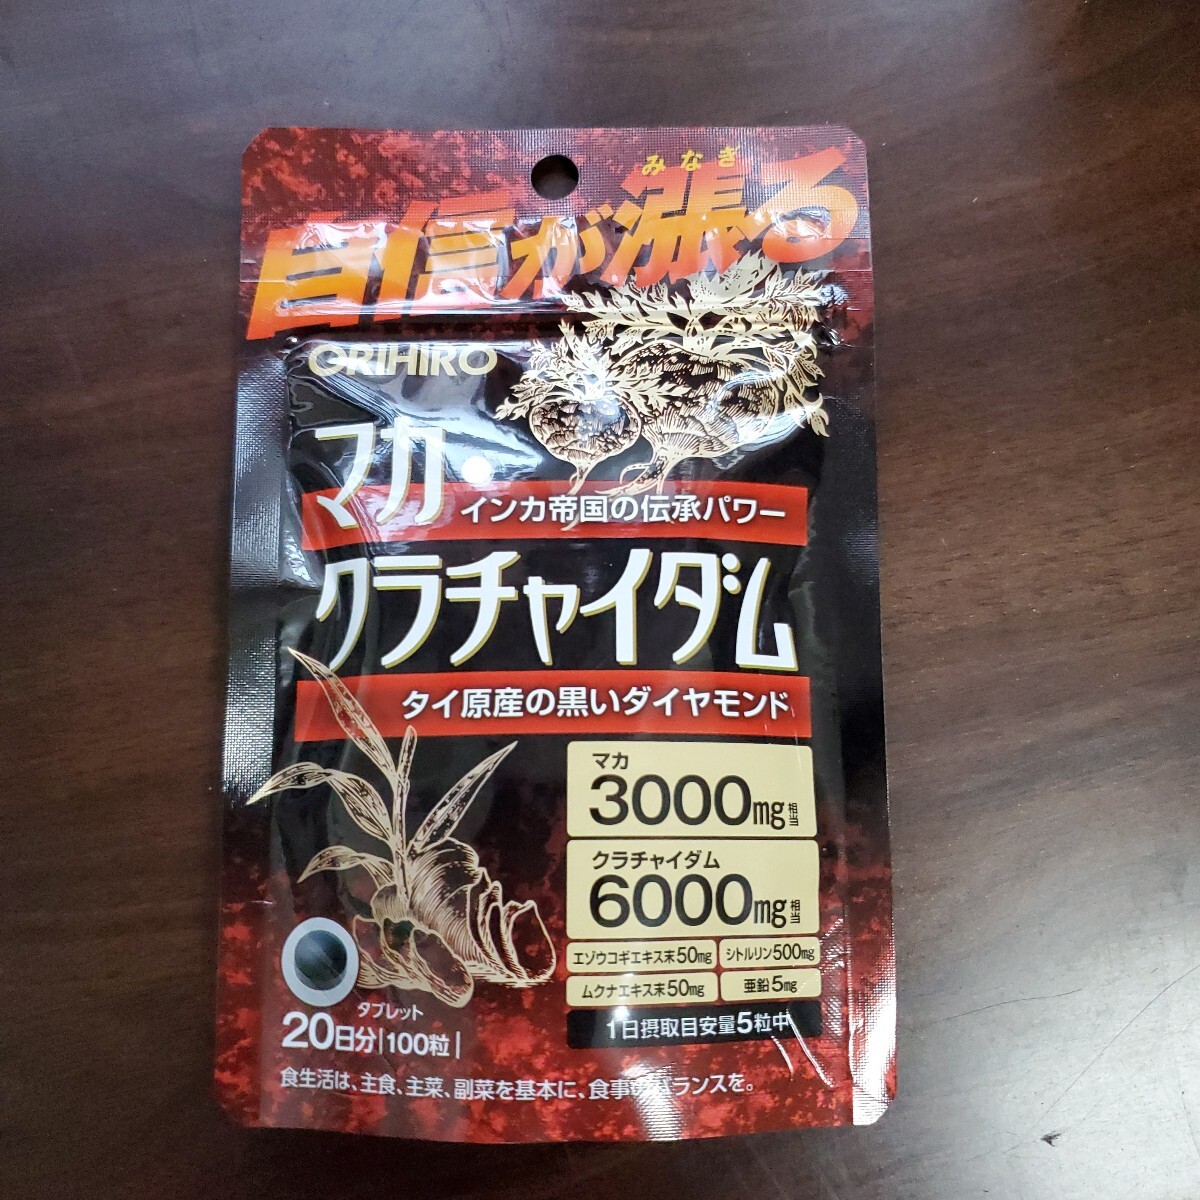 みなぎ
自信が漲る
ORIHIRO
マカ・
インカ帝国の伝承パワー
クラチャイダム
タイ原産の黒いダイヤモンド
マカ
3000mg相当
クラチャイダム
6000mg相当
エゾウコギエキス末50mg
シトルリン500mg
ムクナエキス末50mg
亜鉛5mg
1日摂取目安量5粒中
タブレット
20日分|100粒|
食生活は、主食、主菜、副菜を基本に、食事のバランスを。